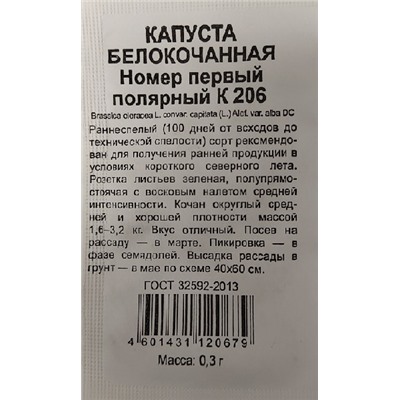 КАПУСТА
БЕЛОКОЧАННАЯ
Номер первый
полярный К 206
Brassica oleracea L. convar. capitata (L.) Alef. var. alba DC
Раннеспелый (100 дней от всходов до
технической спелости) сорт рекомендо-
ван для получения ранней продукции в
условиях короткого северного лета.
Розетка листьев зеленая, полупрямо-
стоячая с восковым налетом средней
интенсивности. Кочан округлый сред-
ней и хорошей плотности массой
1,6–3,2 кг. Вкус отличный. Посев на
рассаду — в марте. Пикировка — в
фазе семядолей. Высадка рассады в
грунт — в мае по схеме 40х60 см.
ГОСТ 32592-2013
4 601431 120679
Масса: 0,3 г